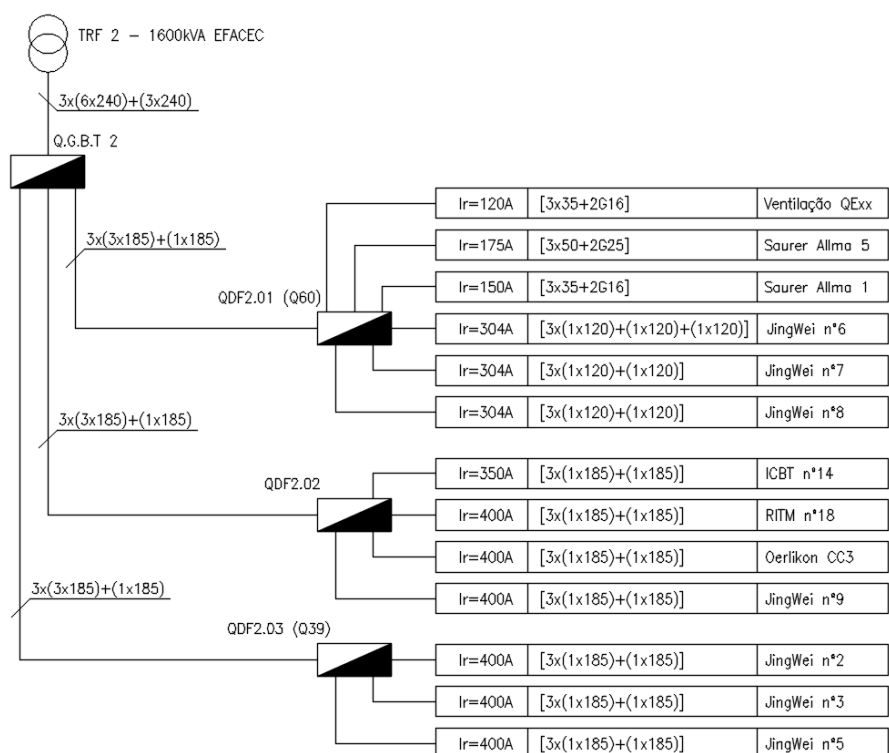 TRF 2 – 1600kVA EFACEC
3x(6x240)+(3x240)
Q.G.B.T 2
3x(3x185)+(1x185)
QDF2.01 (Q60)
Ir=120A [3x35+2G16] Ventilação QExx
Ir=175A [3x50+2G25] Saurer Allma 5
Ir=150A [3x35+2G16] Saurer Allma 1
Ir=304A [3x(1x120)+(1x120)+(1x120)] JingWei nº6
Ir=304A [3x(1x120)+(1x120)] JingWei nº7
Ir=304A [3x(1x120)+(1x120)] JingWei nº8
3x(3x185)+(1x185)
QDF2.02
Ir=350A [3x(1x185)+(1x185)] ICBT nº14
Ir=400A [3x(1x185)+(1x185)] RITM nº18
Ir=400A [3x(1x185)+(1x185)] Oerlikon CC3
Ir=400A [3x(1x185)+(1x185)] JingWei nº9
3x(3x185)+(1x185)
QDF2.03 (Q39)
Ir=400A [3x(1x185)+(1x185)] JingWei nº2
Ir=400A [3x(1x185)+(1x185)] JingWei nº3
Ir=400A [3x(1x185)+(1x185)] JingWei nº5